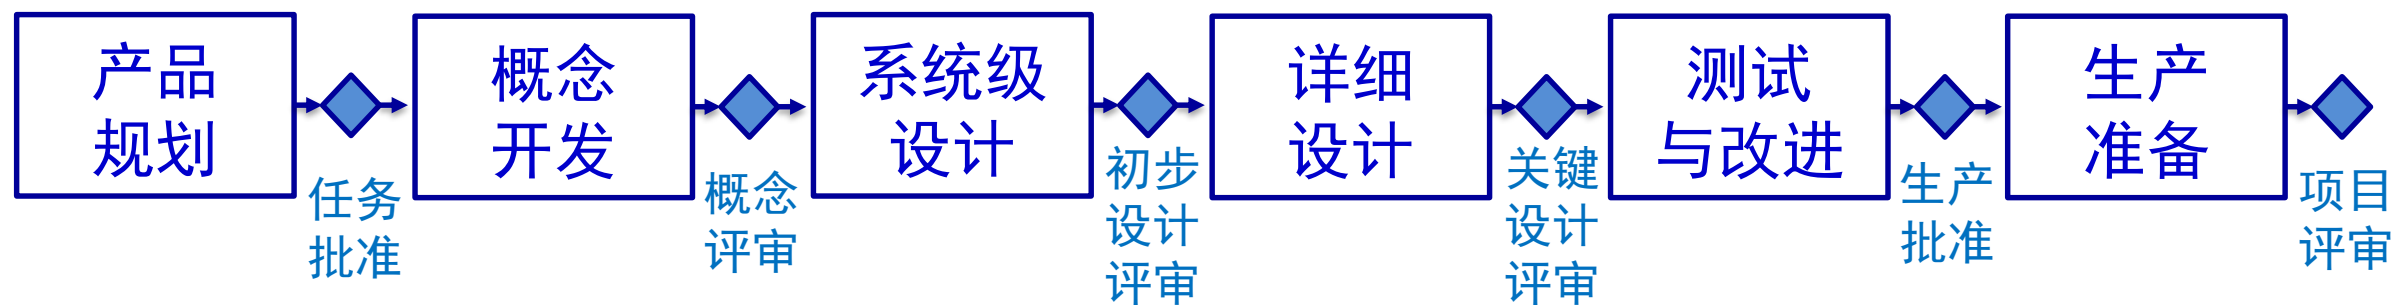 产品
规划
任务
批准
概念
开发
概念
评审
系统级
设计
初步
设计
评审
详细
设计
关键
设计
评审
测试
与改进
生产
批准
生产
准备
项目
评审